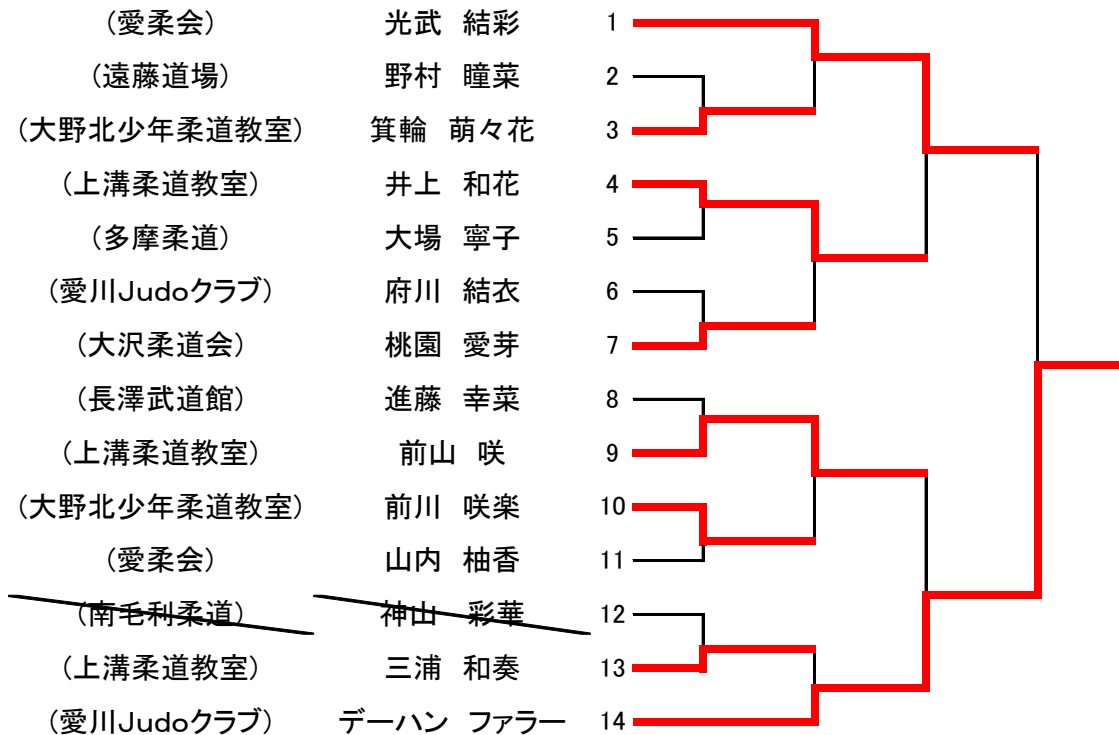 (愛柔会) 光武 結彩 1
(遠藤道場) 野村 瞳菜 2
(大野北少年柔道教室) 箕輪 萌々花 3
(上溝柔道教室) 井上 和花 4
(多摩柔道) 大場 寧子 5
(愛川Judoクラブ) 府川 結衣 6
(大沢柔道会) 桃園 愛芽 7
(長澤武道館) 進藤 幸菜 8
(上溝柔道教室) 前山 咲 9
(大野北少年柔道教室) 前川 咲楽 10
(愛柔会) 山内 柚香 11
(南毛利柔道) 神山 彩華 12
(上溝柔道教室) 三浦 和奏 13
(愛川Judoクラブ) デーハン ファラー 14